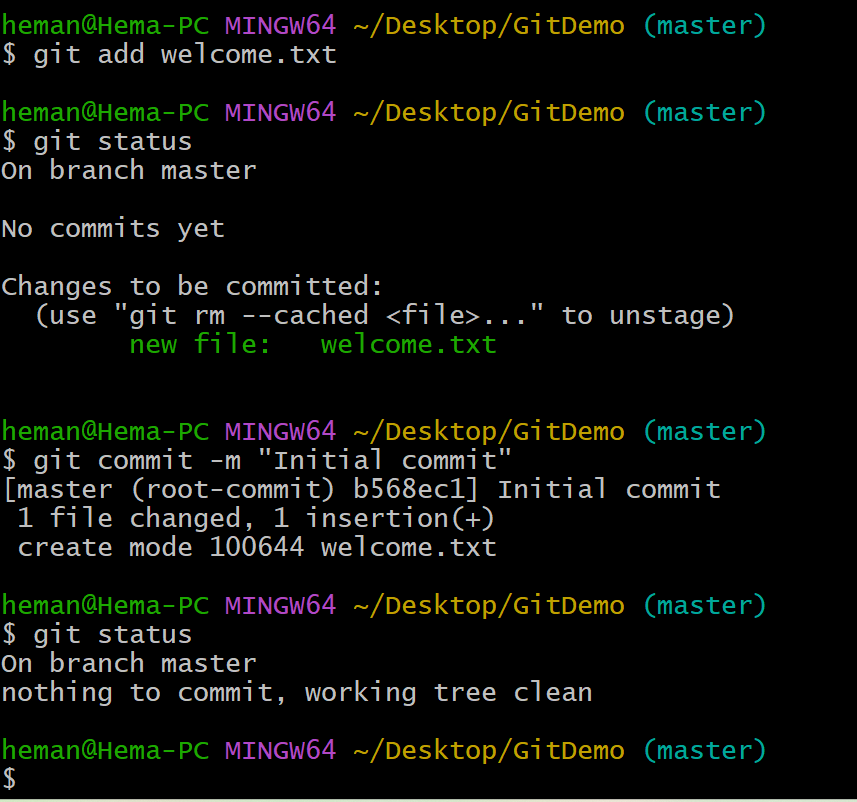 heman@Hema-PC MINGW64 ~/Desktop/GitDemo (master)
$ git add welcome.txt
heman@Hema-PC MINGW64 ~/Desktop/GitDemo (master)
$ git status
On branch master
No commits yet
Changes to be committed:
  (use "git rm --cached <file>..." to unstage)
        new file:   welcome.txt
heman@Hema-PC MINGW64 ~/Desktop/GitDemo (master)
$ git commit -m "Initial commit"
[master (root-commit) b568ec1] Initial commit
 1 file changed, 1 insertion(+)
 create mode 100644 welcome.txt
heman@Hema-PC MINGW64 ~/Desktop/GitDemo (master)
$ git status
On branch master
nothing to commit, working tree clean
heman@Hema-PC MINGW64 ~/Desktop/GitDemo (master)
$